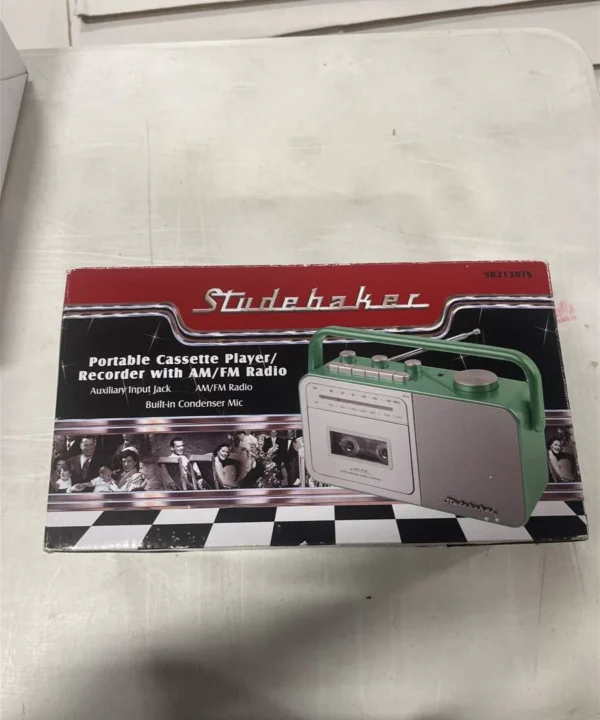 SB2130TS
Studebaker
Portable Cassette Player/
Recorder with AM/FM Radio
Auxiliary Input Jack AM/FM Radio
Built-in Condenser Mic
Studebaker